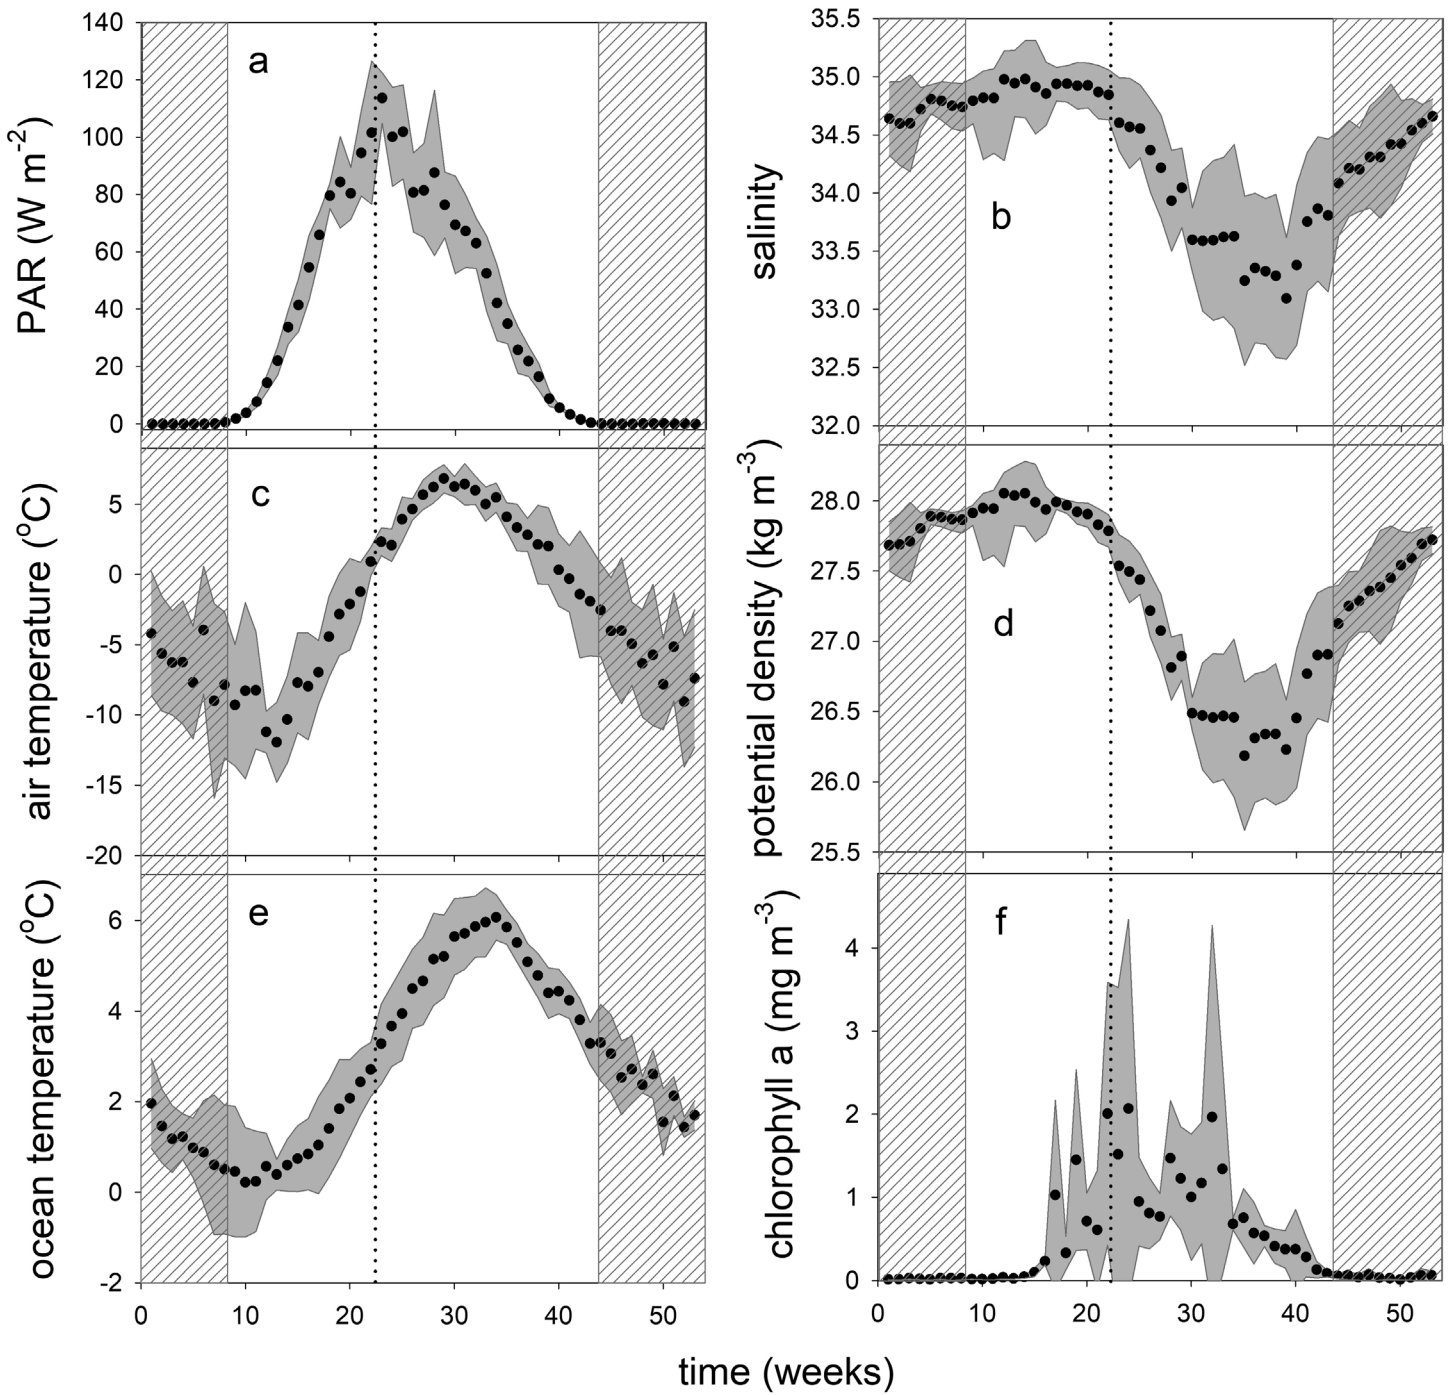 a
140
120
100
80
60
40
20
0
PAR (W m-2)
b
35.5
35.0
34.5
34.0
33.5
33.0
32.5
32.0
salinity
c
5
0
-5
-10
-15
-20
air temperature (oC)
d
28.0
27.5
27.0
26.5
26.0
25.5
potential density (kg m-3)
e
6
4
2
0
-2
ocean temperature (oC)
0 10 20 30 40 50
f
4
3
2
1
0
chlorophyll a (mg m-3)
0 10 20 30 40 50
time (weeks)